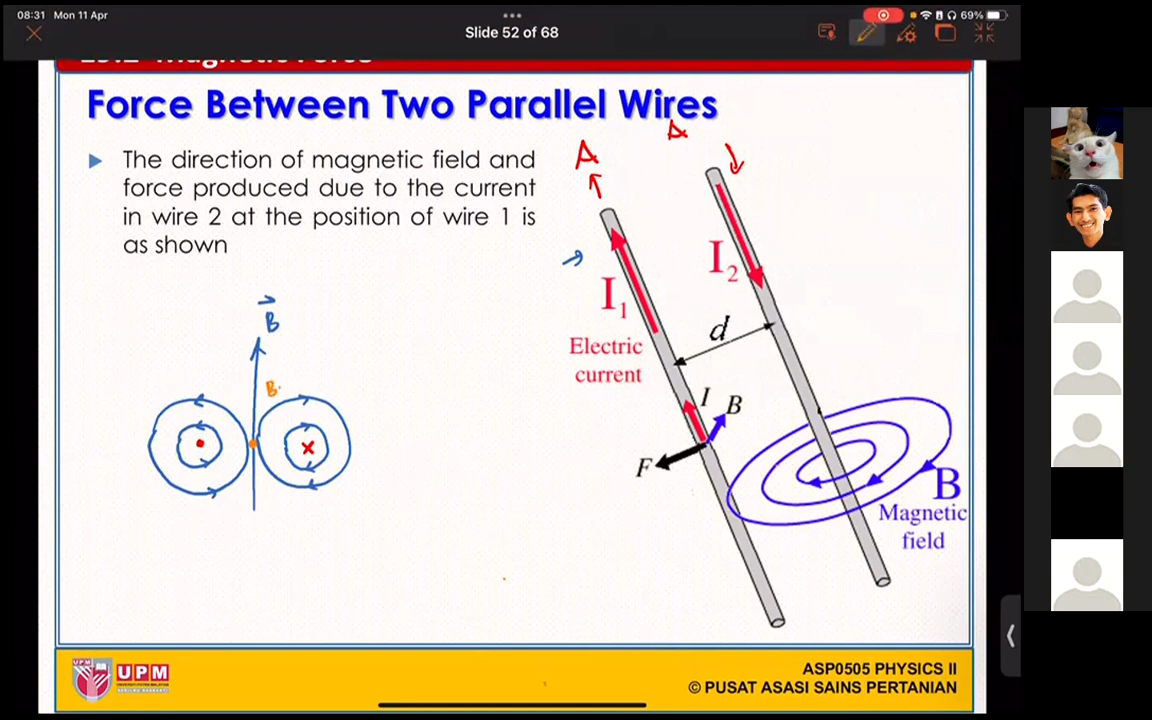 08:31 Mon 11 Apr
69%
Slide 52 of 68
Force Between Two Parallel Wires
The direction of magnetic field and
force produced due to the current
in wire 2 at the position of wire 1 is
as shown
A
A
I₁
I₂
d
Electric
current
I
B
F
B
Magnetic
field
B
B
x
UPM
UPM
ASP0505 PHYSICS II
© PUSAT ASASI SAINS PERTANIAN